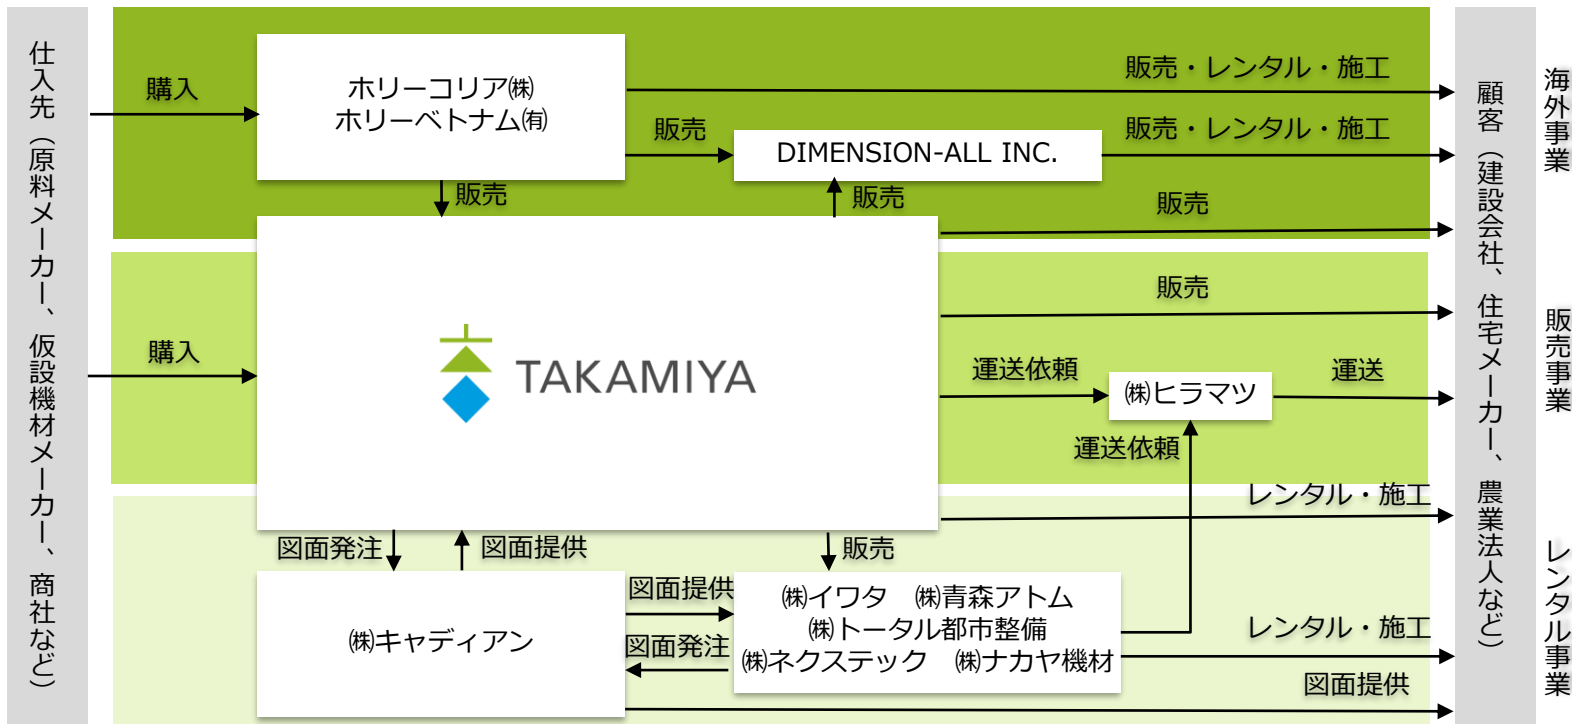 仕入先（原料メーカー、仮設機材メーカー、商社など）
購入
ホリーコリア㈱
ホリーベトナム㈲
販売・レンタル・施工
販売
DIMENSION-ALL INC.
販売・レンタル・施工
販売
販売
販売
海外事業
顧客（建設会社、住宅メーカー、農業法人など）
購入
TAKAMIYA
販売
運送依頼
㈱ヒラマツ
運送
運送依頼
販売事業
レンタル・施工
図面発注
図面提供
販売
㈱キャディアン
図面提供
図面発注
㈱イワタ　㈱青森アトム
㈱トータル都市整備
㈱ネクステック　㈱ナカヤ機材
レンタル・施工
図面提供
レンタル事業